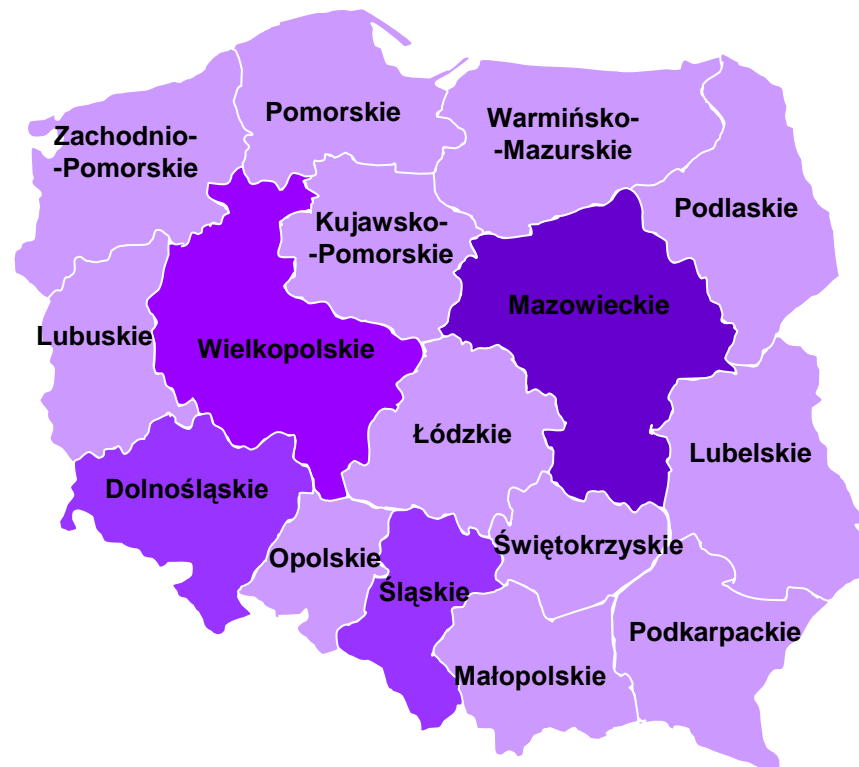 Pomorskie
Warmińsko-
-Mazurskie
Zachodnio-
-Pomorskie
Podlaskie
Kujawsko-
-Pomorskie
Mazowieckie
Lubuskie
Wielkopolskie
Łódzkie
Lubelskie
Dolnośląskie
Opolskie
Świętokrzyskie
Śląskie
Podkarpackie
Małopolskie